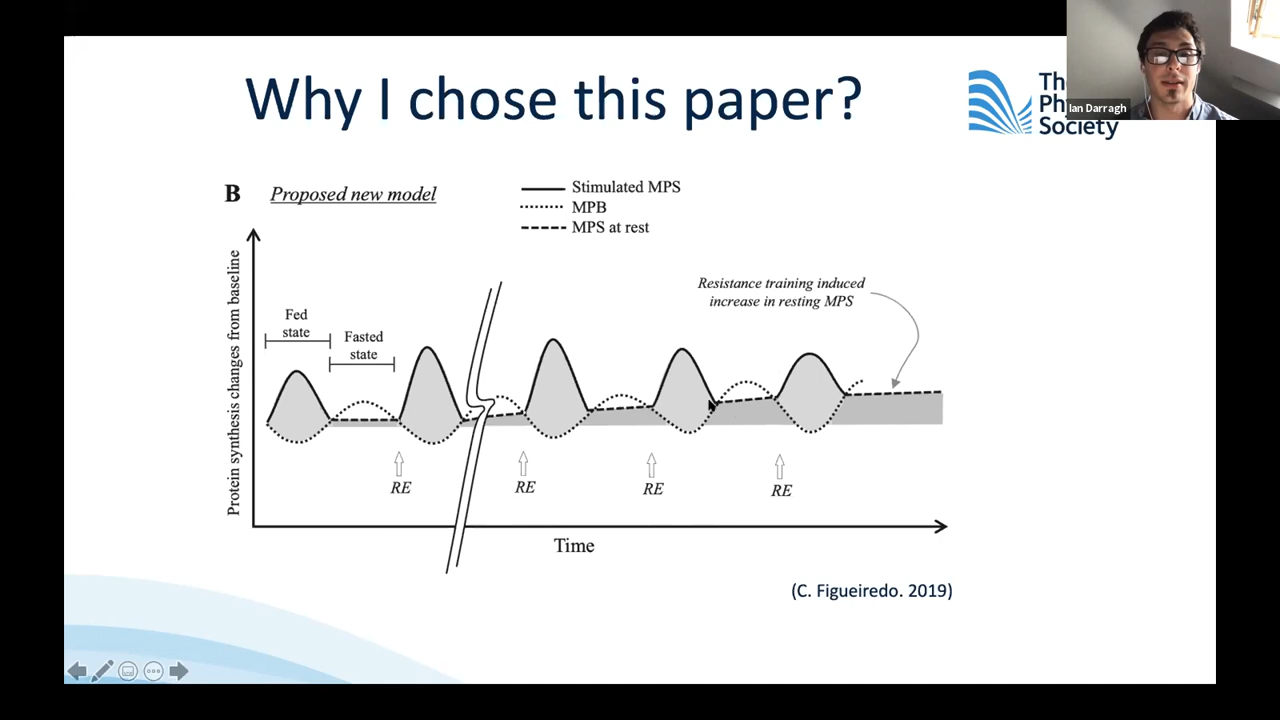 Why I chose this paper?
The
Phy
Society
Ian Darragh
B Proposed new model
Stimulated MPS
MPB
MPS at rest
Protein synthesis changes from baseline
Fed
state
Fasted
state
Resistance training induced
increase in resting MPS
RE
RE
RE
RE
Time
(C. Figueiredo. 2019)